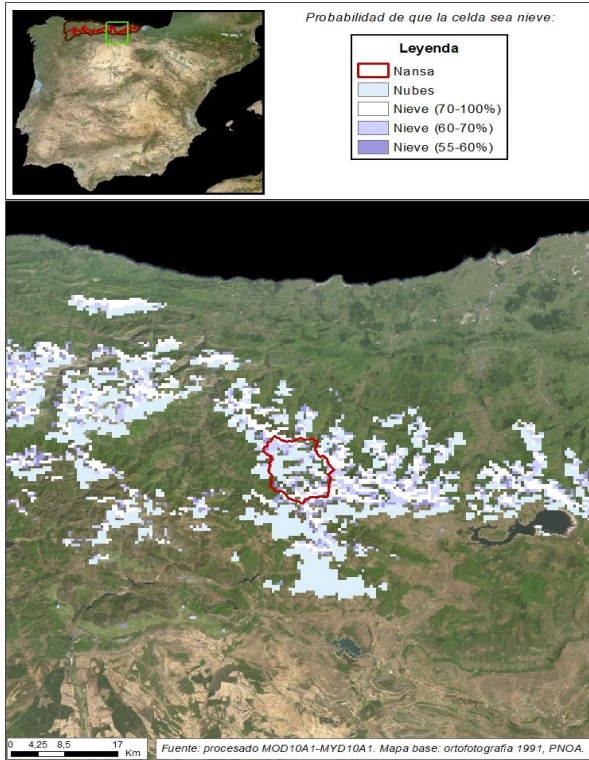 Probabilidad de que la celda sea nieve:
Leyenda
Nansa
Nubes
Nieve (70-100%)
Nieve (60-70%)
Nieve (55-60%)
0 4,25 8,5 17
Km
Fuente: procesado MOD10A1-MYD10A1. Mapa base: ortofotografía 1991, PNOA.